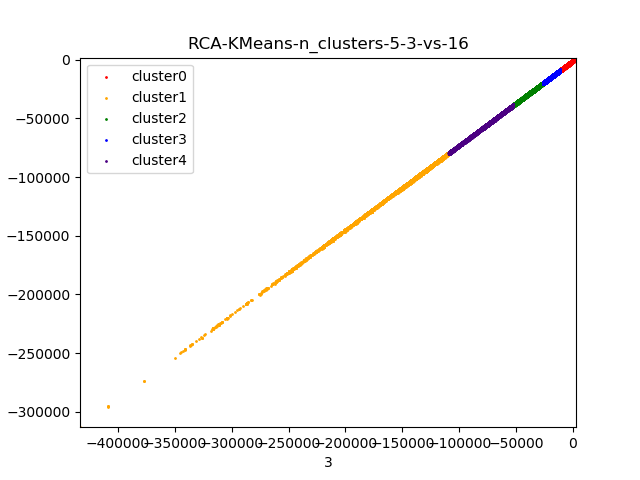 RCA-KMeans-n_clusters-5-3-vs-16
cluster0
cluster1
cluster2
cluster3
cluster4
0
−50000
−100000
−150000
−200000
−250000
−300000
−400000 −350000 −300000 −250000 −200000 −150000 −100000 −50000 0
3